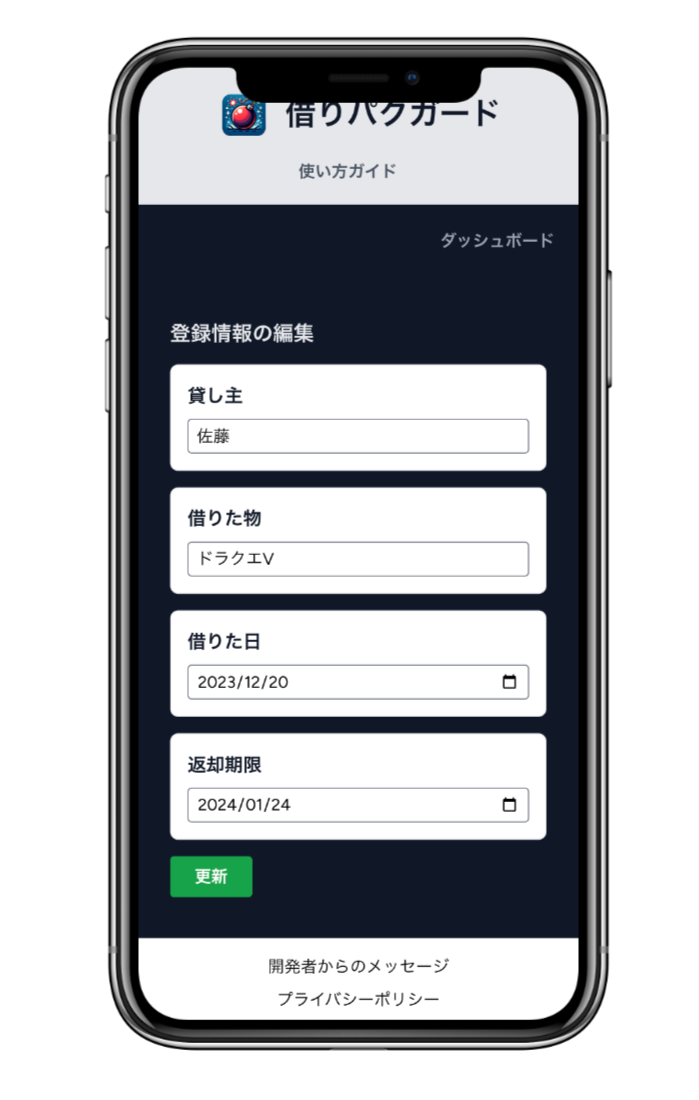 借りパクガード
使い方ガイド
ダッシュボード
登録情報の編集
貸し主
佐藤
借りた物
ドラクエV
借りた日
2023/12/20
返却期限
2024/01/24
更新
開発者からのメッセージ
プライバシーポリシー